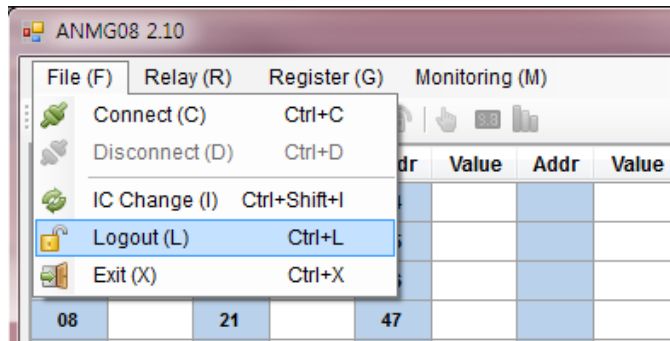 ANMG08 2.10
File (F) Relay (R) Register (G) Monitoring (M)
Connect (C) Ctrl+C
Disconnect (D) Ctrl+D
Value Addr Value
IC Change (I) Ctrl+Shift+I
Logout (L) Ctrl+L
Exit (X) Ctrl+X
08 21 47